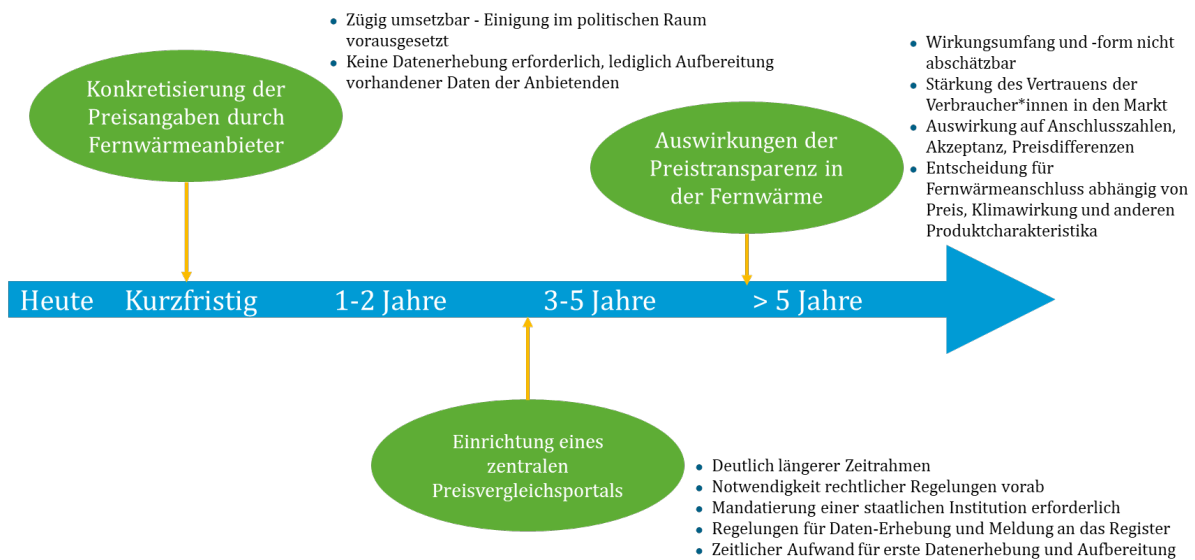 Konkretisierung der
Preisangaben durch
Fernwärmeanbieter
• Zügig umsetzbar - Einigung im politischen Raum
vorausgesetzt
• Keine Datenerhebung erforderlich, lediglich Aufbereitung
vorhandener Daten der Anbietenden
Auswirkungen der
Preistransparenz in
der Fernwärme
• Wirkungsumfang und -form nicht
abschätzbar
• Stärkung des Vertrauens der
Verbraucher*innen in den Markt
• Auswirkung auf Anschlusszahlen,
Akzeptanz, Preisdifferenzen
• Entscheidung für
Fernwärmeanschluss abhängig von
Preis, Klimawirkung und anderen
Produktcharakteristika
Heute Kurzfristig 1-2 Jahre 3-5 Jahre > 5 Jahre
Einrichtung eines
zentralen
Preisvergleichsportals
• Deutlich längerer Zeitrahmen
• Notwendigkeit rechtlicher Regelungen vorab
• Mandatierung einer staatlichen Institution erforderlich
• Regelungen für Daten-Erhebung und Meldung an das Register
• Zeitlicher Aufwand für erste Datenerhebung und Aufbereitung